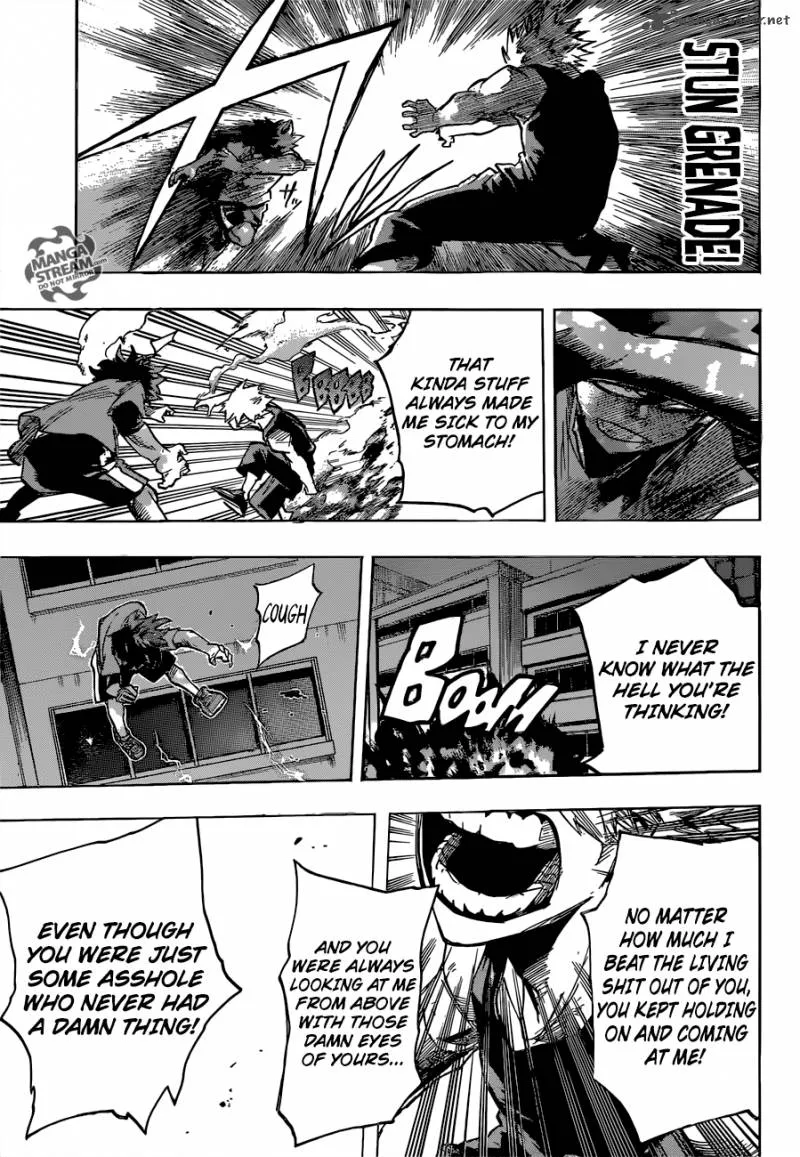 STUN GRENADE!
MANGA
STREAM.com
DO NOT MIRROR
THAT
KINDA STUFF
ALWAYS MADE
ME SICK TO MY
STOMACH!
I NEVER
KNOW WHAT THE
HELL YOU'RE
THINKING!
BOOM
COUGH
NO MATTER
HOW MUCH I
BEAT THE LIVING
SHIT OUT OF YOU,
YOU KEPT HOLDING
ON AND COMING
AT ME!
AND YOU
WERE ALWAYS
LOOKING AT ME
FROM ABOVE
WITH THOSE
DAMN EYES
OF YOURS...
EVEN THOUGH
YOU WERE JUST
SOME ASSHOLE
WHO NEVER HAD
A DAMN THING!